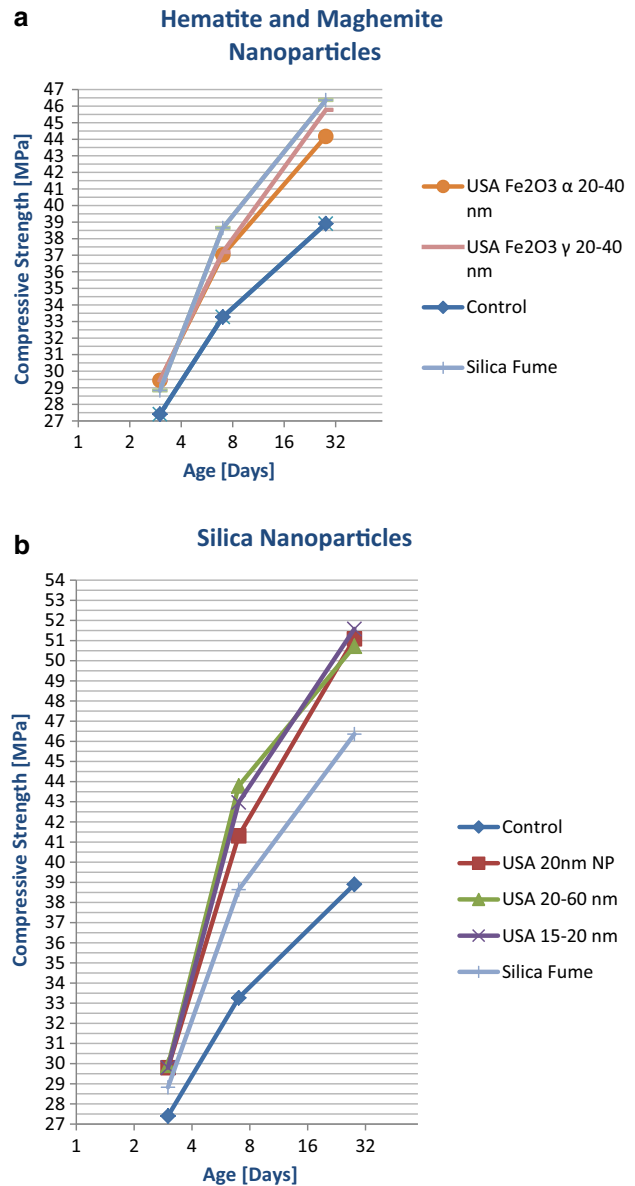 a
Hematite and Maghemite
Nanoparticles
Compressive Strength [MPa]
47
46
45
44
43
42
41
40
39
38
37
36
35
34
33
32
31
30
29
28
27
1 2 4 8 16 32
Age [Days]
USA Fe2O3 α 20-40
nm
USA Fe2O3 γ 20-40
nm
Control
Silica Fume
b
Silica Nanoparticles
Compressive Strength [MPa]
54
53
52
51
50
49
48
47
46
45
44
43
42
41
40
39
38
37
36
35
34
33
32
31
30
29
28
27
1 2 4 8 16 32
Age [Days]
Control
USA 20nm NP
USA 20-60 nm
USA 15-20 nm
Silica Fume